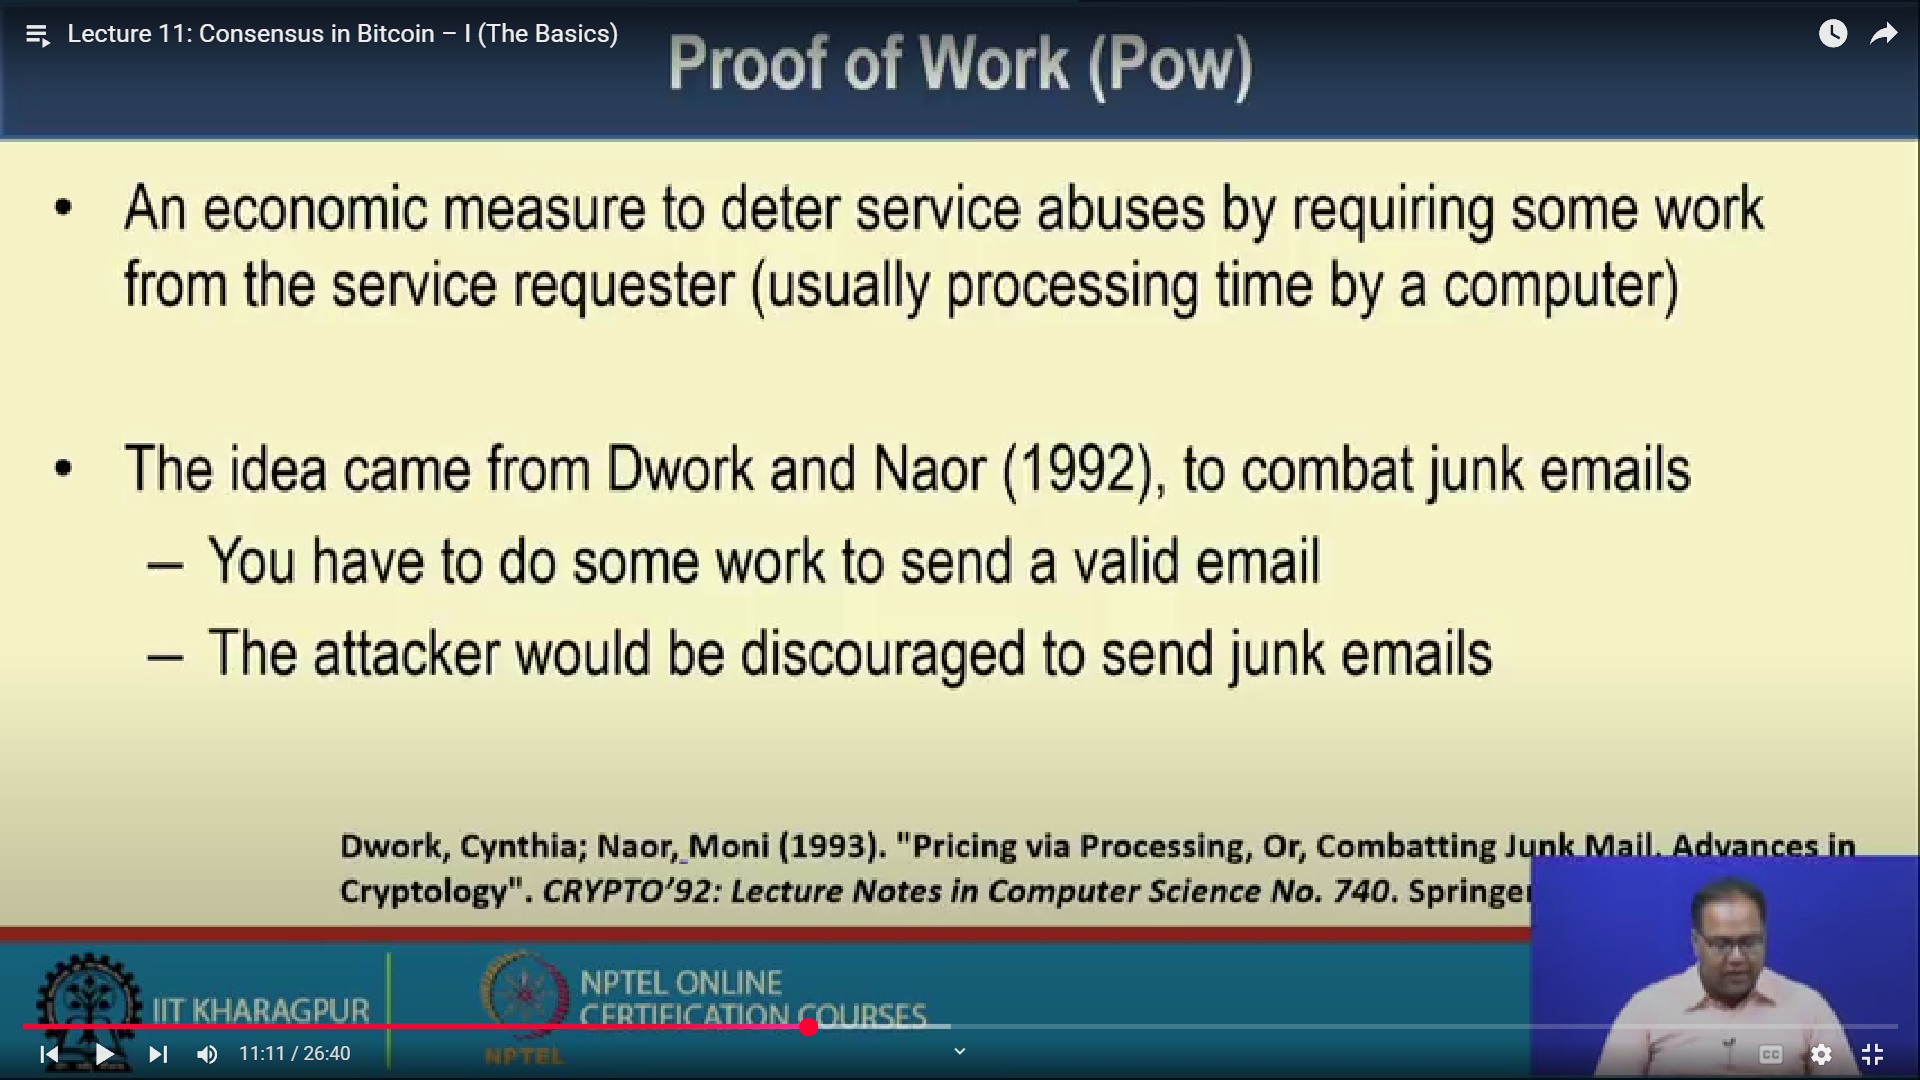 Lecture 11: Consensus in Bitcoin – I (The Basics)
Proof of Work (Pow)
• An economic measure to deter service abuses by requiring some work
from the service requester (usually processing time by a computer)
• The idea came from Dwork and Naor (1992), to combat junk emails
– You have to do some work to send a valid email
– The attacker would be discouraged to send junk emails
Dwork, Cynthia; Naor, Moni (1993). "Pricing via Processing, Or, Combatting Junk Mail, Advances in
Cryptology". CRYPTO’92: Lecture Notes in Computer Science No. 740. Springer
IIT KHARAGPUR
NPTEL ONLINE
CERTIFICATION COURSES
NPTEL
11:11 / 26:40
CC